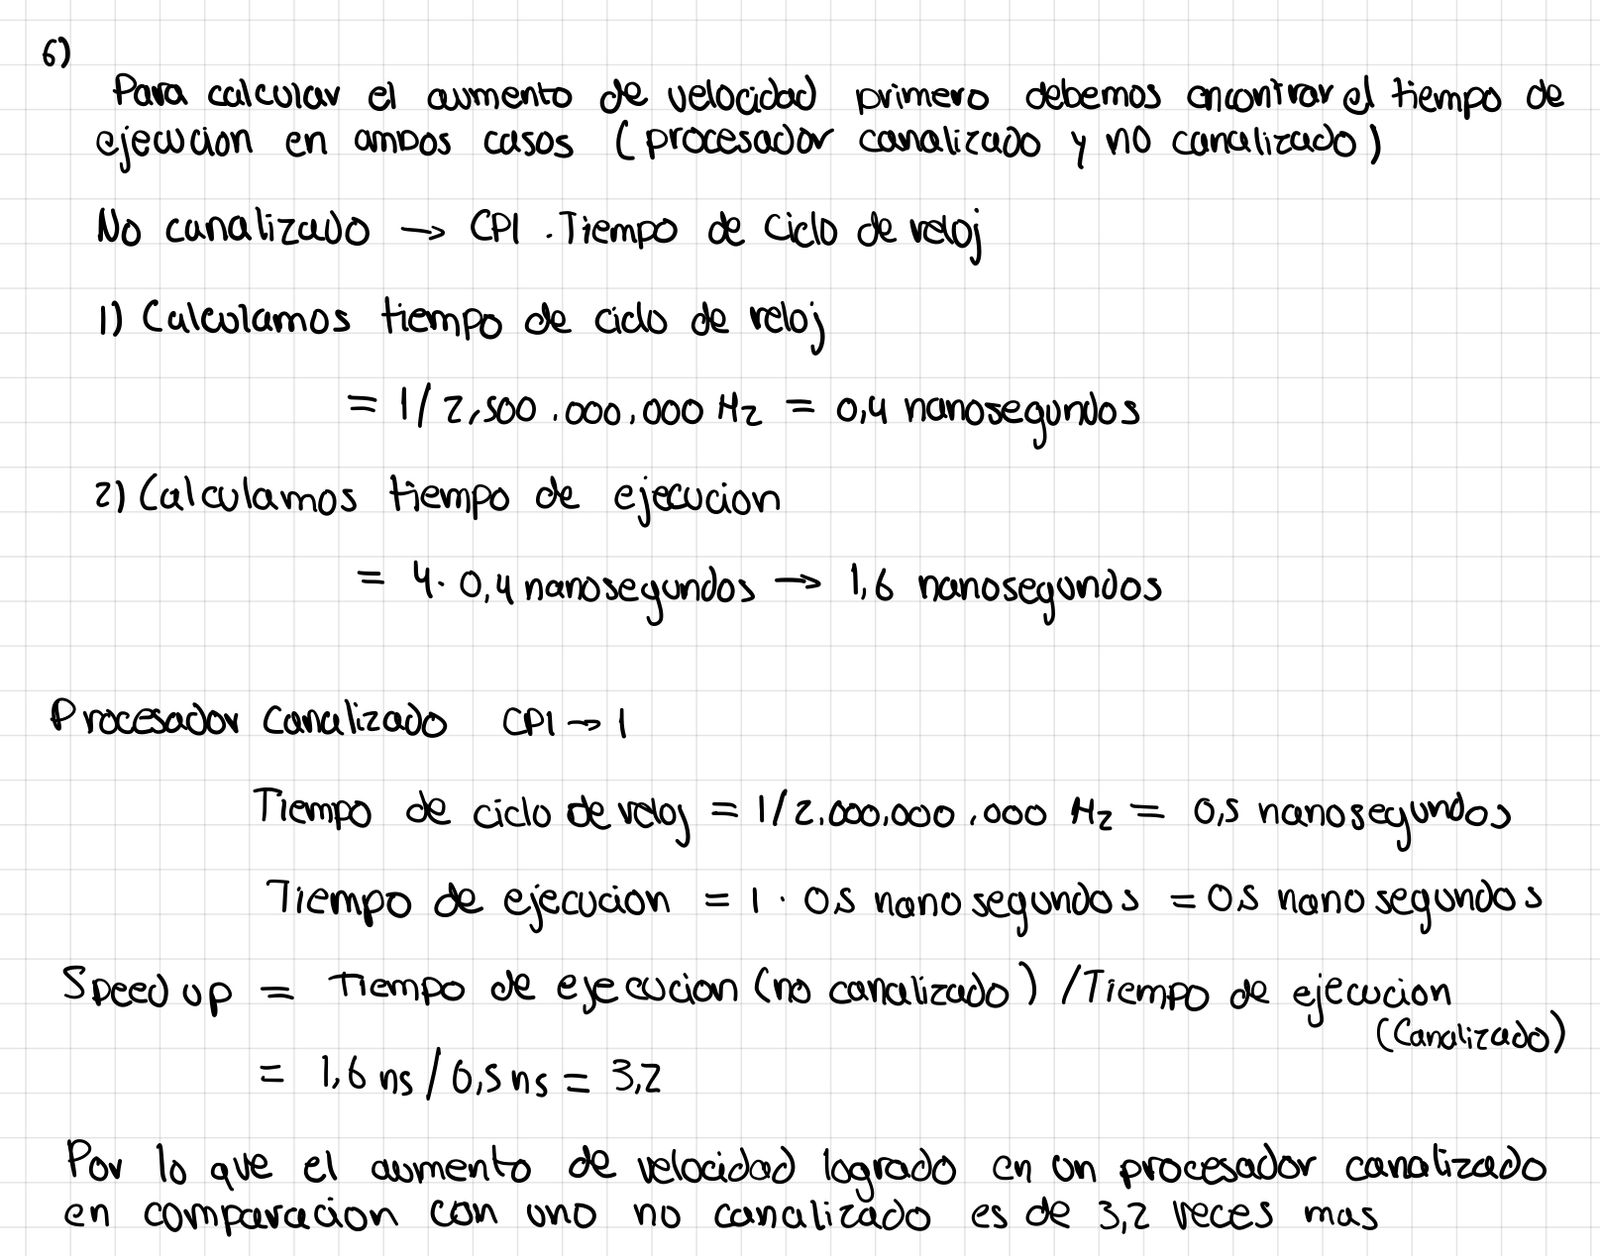 6)
Para calcular el aumento de velocidad primero debemos encontrar el tiempo de
ejecucion en ambos casos (procesador canalizado y no canalizado)
No canalizado → CPI . Tiempo de Ciclo de reloj
1) Calculamos tiempo de ciclo de reloj
= 1/2,500.000,000 Hz = 0,4 nanosegundos
2) Calculamos tiempo de ejecucion
= 4 · 0,4 nanosegundos → 1,6 nanosegundos
Procesador Canalizado CPI → 1
Tiempo de ciclo de reloj = 1/2.000,000.000 Hz = 0,5 nanosegundos
Tiempo de ejecucion = 1 · 0.5 nano segundos = 0.5 nano segundos
Speed up = Tiempo de ejecucion (no canalizado) / Tiempo de ejecucion
(Canalizado)
= 1,6 ns / 0,5 ns = 3,2
Por lo que el aumento de velocidad logrado en un procesador canalizado
en comparacion con uno no canalizado es de 3,2 veces mas